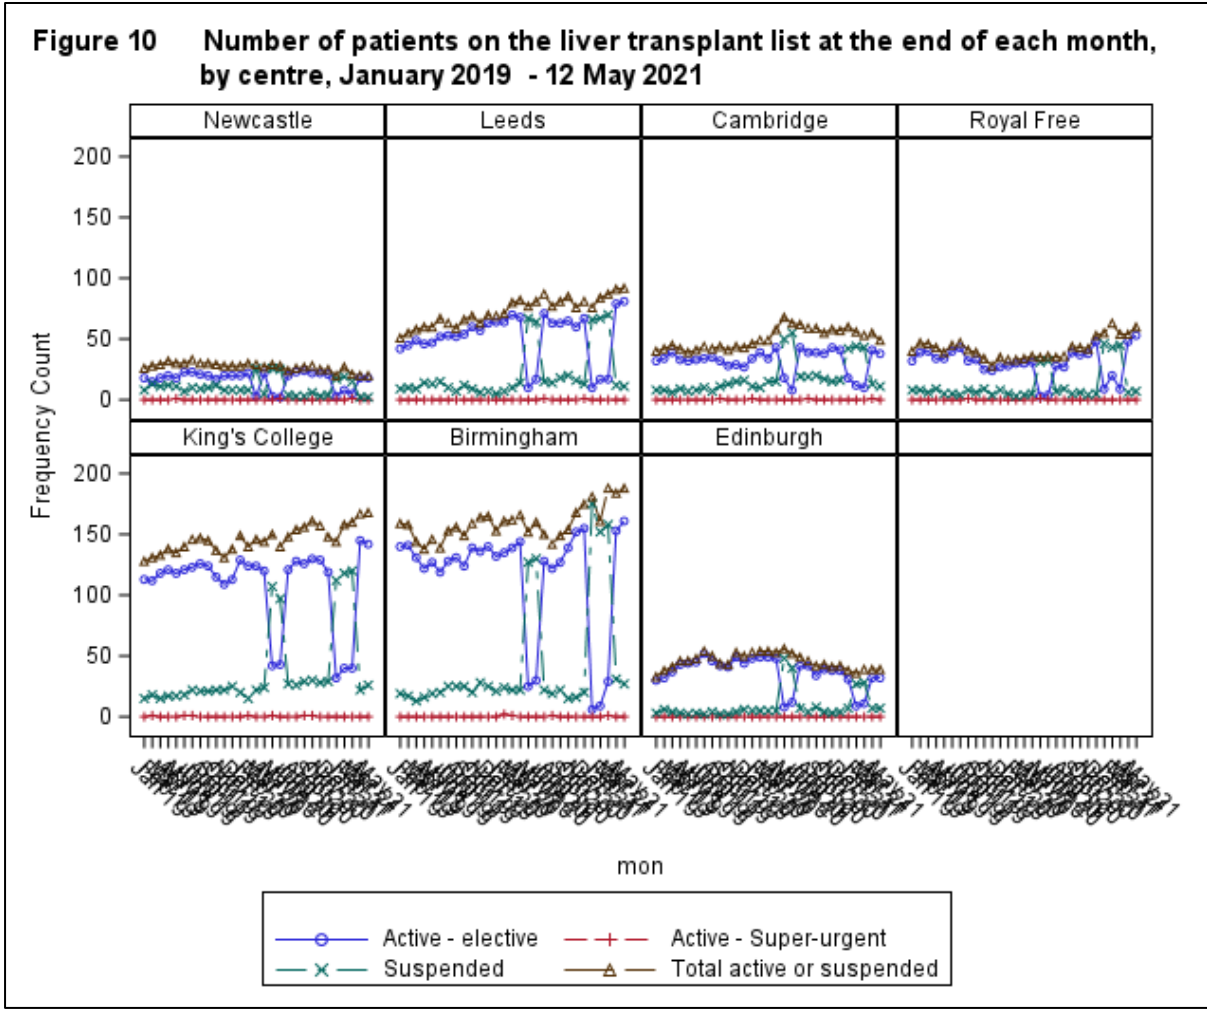 Figure 10 Number of patients on the liver transplant list at the end of each month,
by centre, January 2019 - 12 May 2021
Newcastle Leeds Cambridge Royal Free
200
150
100
50
0
Frequency Count
King's College Birmingham Edinburgh
200
150
100
50
0
mon
Active - elective Active - Super-urgent
Suspended Total active or suspended